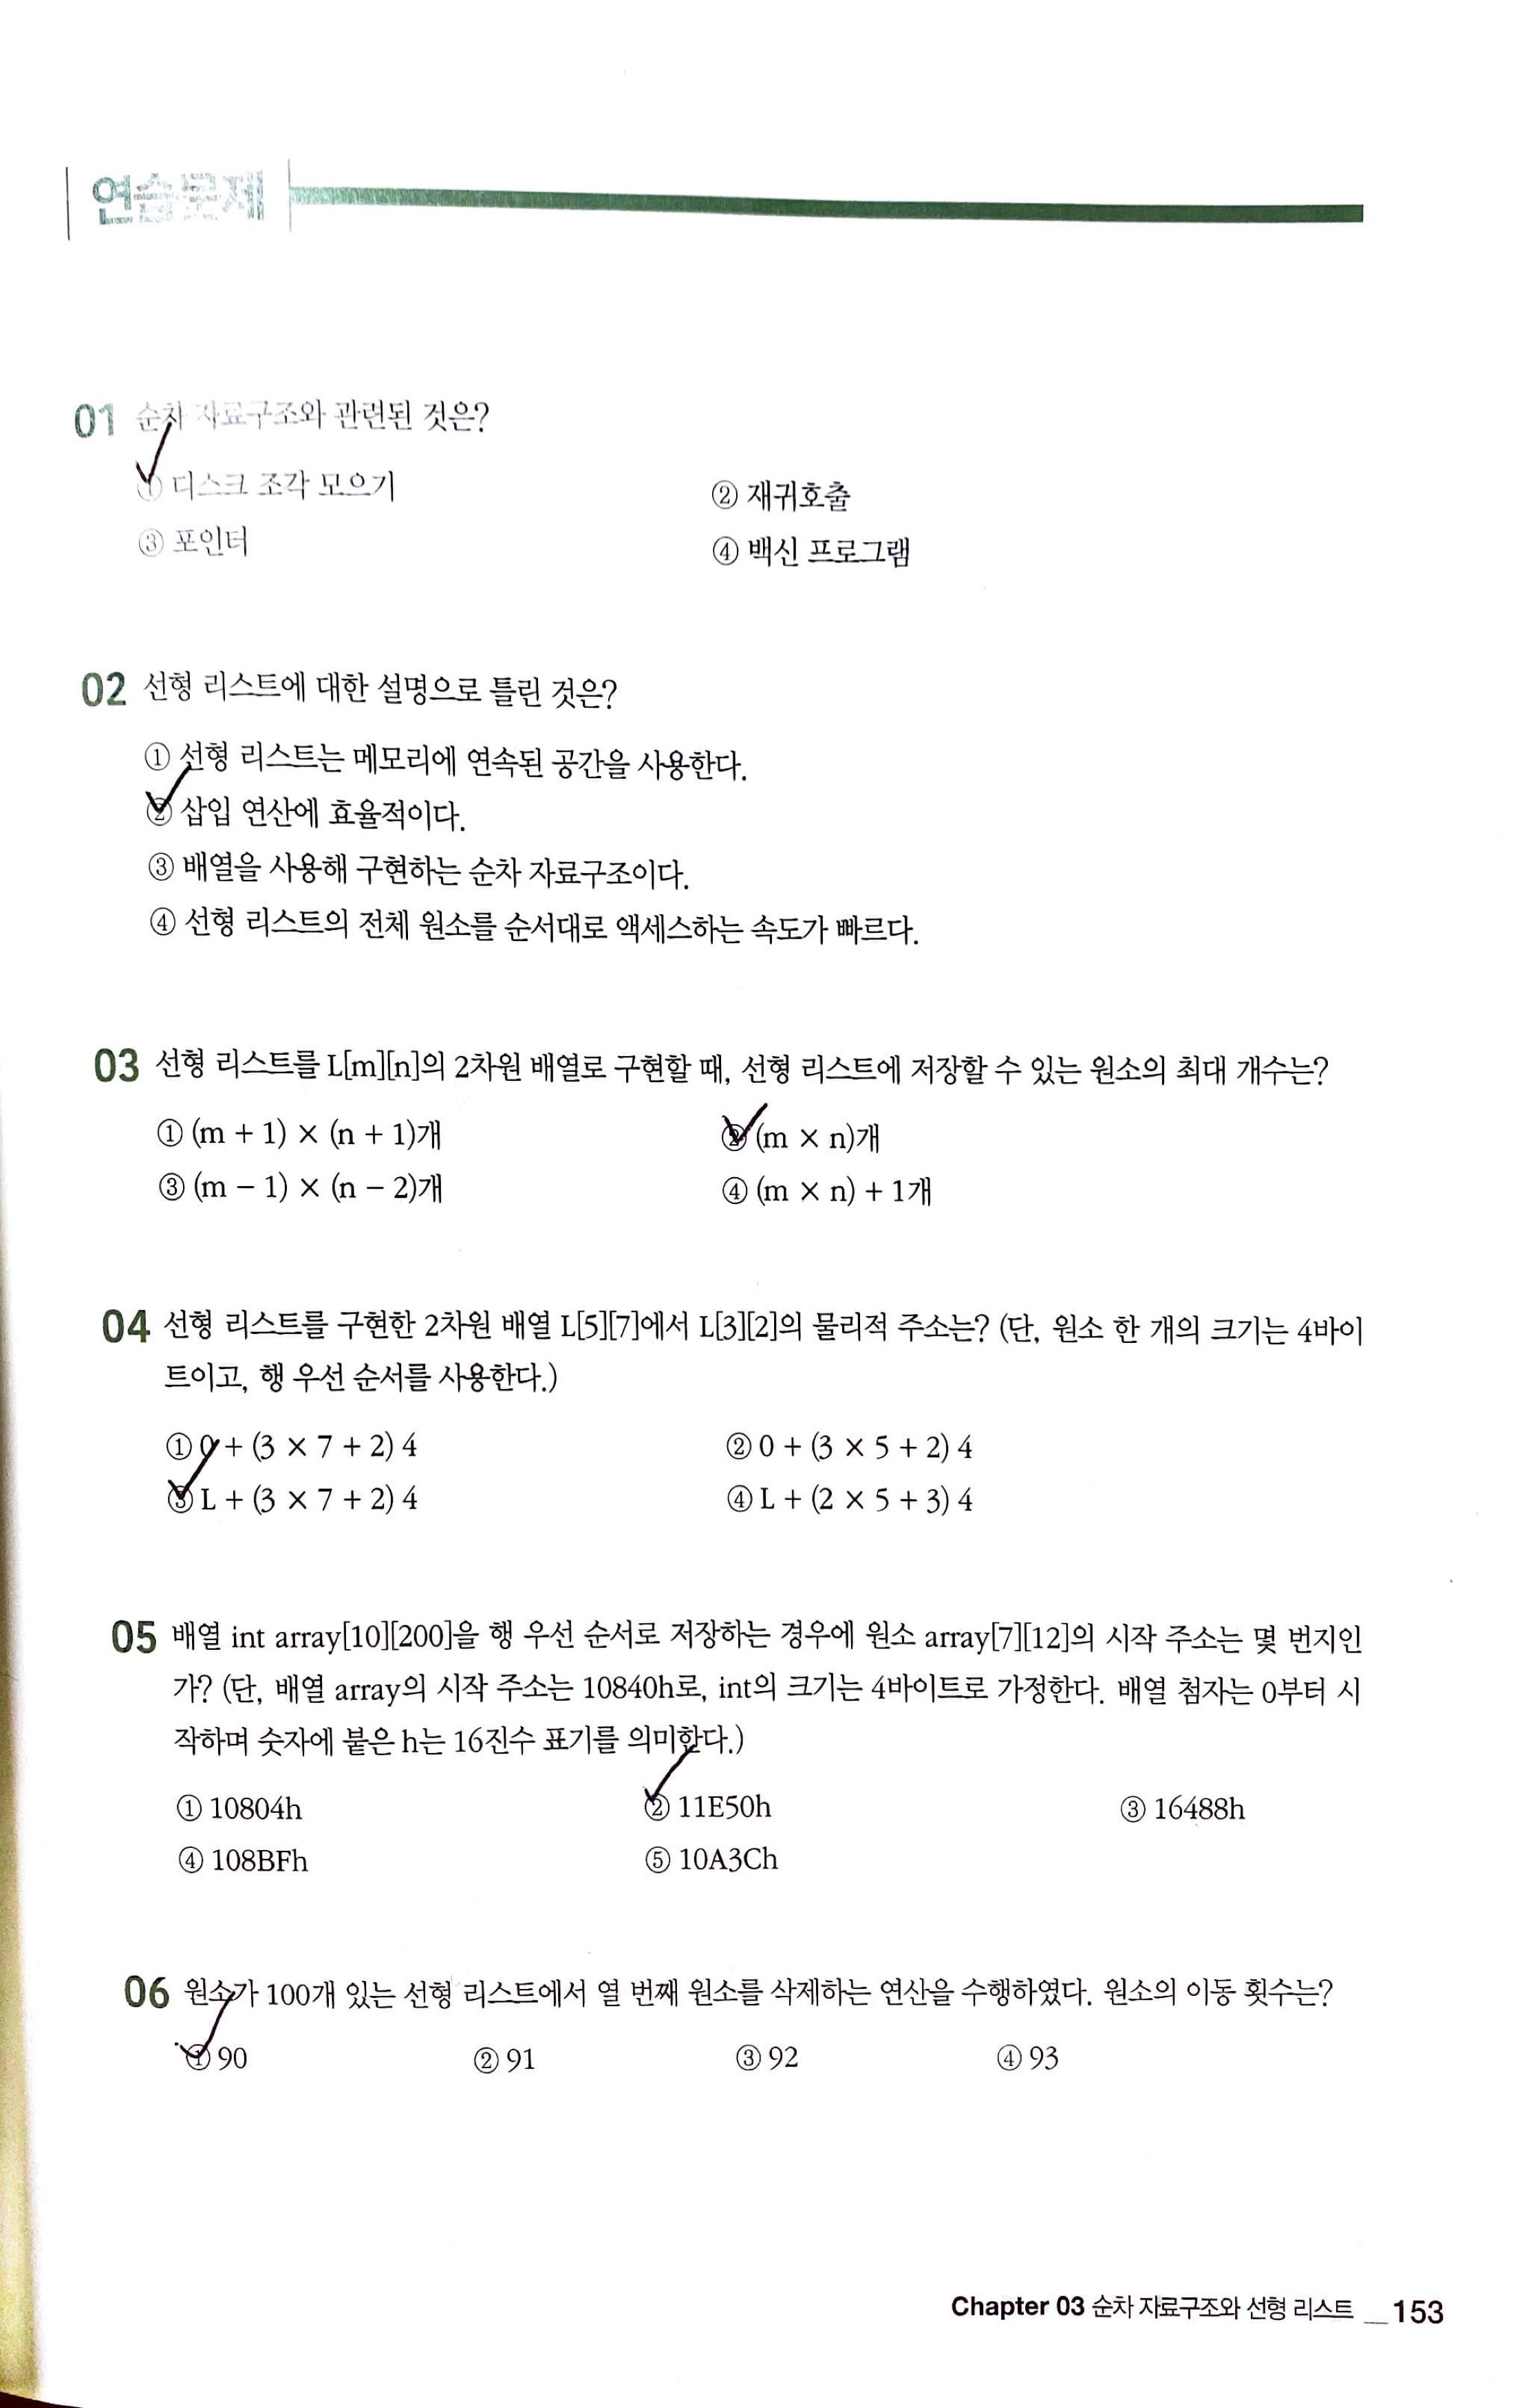 연습문제
01 순차 자료구조와 관련된 것은?
① 디스크 조각 모으기 ② 재귀호출
③ 포인터 ④ 백신 프로그램
02 선형 리스트에 대한 설명으로 틀린 것은?
① 선형 리스트는 메모리에 연속된 공간을 사용한다.
② 삽입 연산에 효율적이다.
③ 배열을 사용해 구현하는 순차 자료구조이다.
④ 선형 리스트의 전체 원소를 순서대로 액세스하는 속도가 빠르다.
03 선형 리스트를 L[m][n]의 2차원 배열로 구현할 때, 선형 리스트에 저장할 수 있는 원소의 최대 개수는?
① (m + 1) × (n + 1)개 ② (m × n)개
③ (m − 1) × (n − 2)개 ④ (m × n) + 1개
04 선형 리스트를 구현한 2차원 배열 L[5][7]에서 L[3][2]의 물리적 주소는? (단, 원소 한 개의 크기는 4바이
트이고, 행 우선 순서를 사용한다.)
① 0 + (3 × 7 + 2) 4 ② 0 + (3 × 5 + 2) 4
③ L + (3 × 7 + 2) 4 ④ L + (2 × 5 + 3) 4
05 배열 int array[10][200]을 행 우선 순서로 저장하는 경우에 원소 array[7][12]의 시작 주소는 몇 번지인
가? (단, 배열 array의 시작 주소는 10840h로, int의 크기는 4바이트로 가정한다. 배열 첨자는 0부터 시
작하며 숫자에 붙은 h는 16진수 표기를 의미한다.)
① 10804h ② 11E50h ③ 16488h
④ 108BFh ⑤ 10A3Ch
06 원소가 100개 있는 선형 리스트에서 열 번째 원소를 삭제하는 연산을 수행하였다. 원소의 이동 횟수는?
① 90 ② 91 ③ 92 ④ 93
Chapter 03 순차 자료구조와 선형 리스트 __ 153